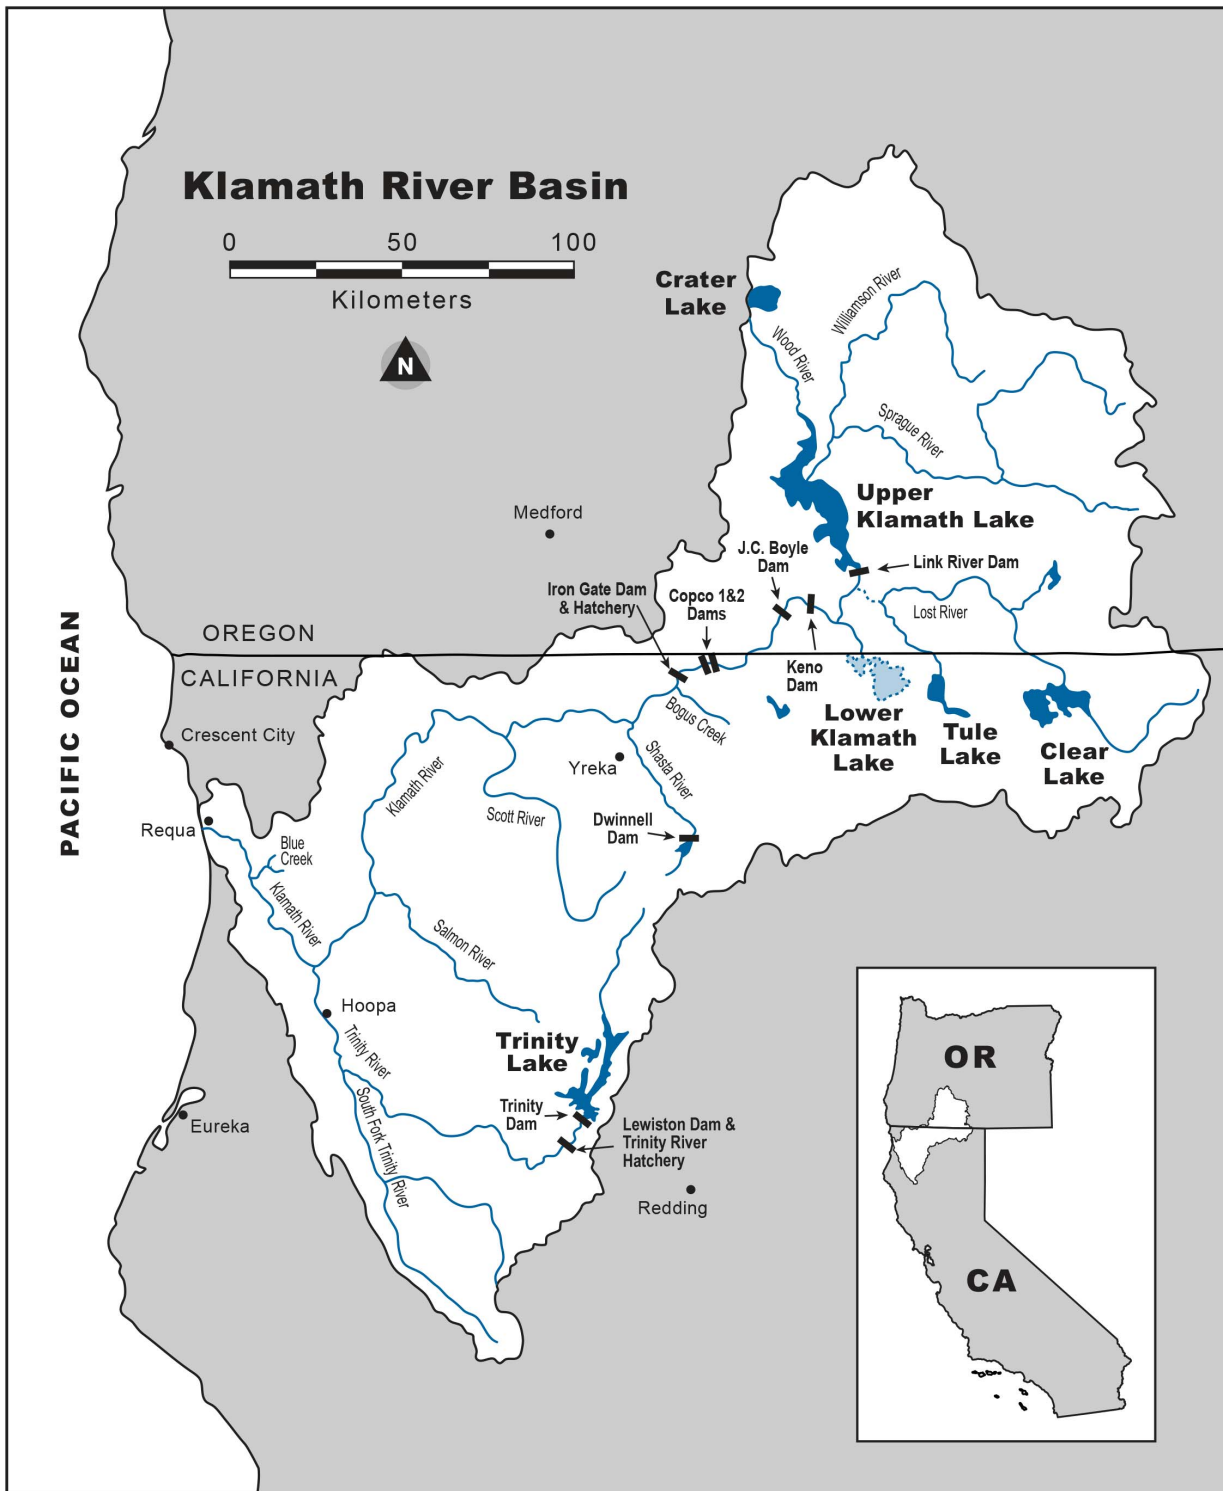 Klamath River Basin
0 50 100
Kilometers
N
Crater
Lake
Williamson River
Wood River
Sprague River
Upper
Klamath Lake
Medford
J.C. Boyle
Dam
Link River Dam
Iron Gate Dam
& Hatchery
Copco 1&2
Dams
Lost River
OREGON
CALIFORNIA
PACIFIC OCEAN
Keno
Dam
Bogus Creek
Lower
Klamath
Lake
Tule
Lake
Clear
Lake
Crescent City
Klamath River
Yreka
Shasta River
Scott River
Dwinnell
Dam
Requa
Blue
Creek
Klamath River
Salmon River
Hoopa
Trinity River
Trinity
Lake
Trinity
Dam
Lewiston Dam &
Trinity River
Hatchery
South Fork Trinity River
Eureka
Redding
OR
CA